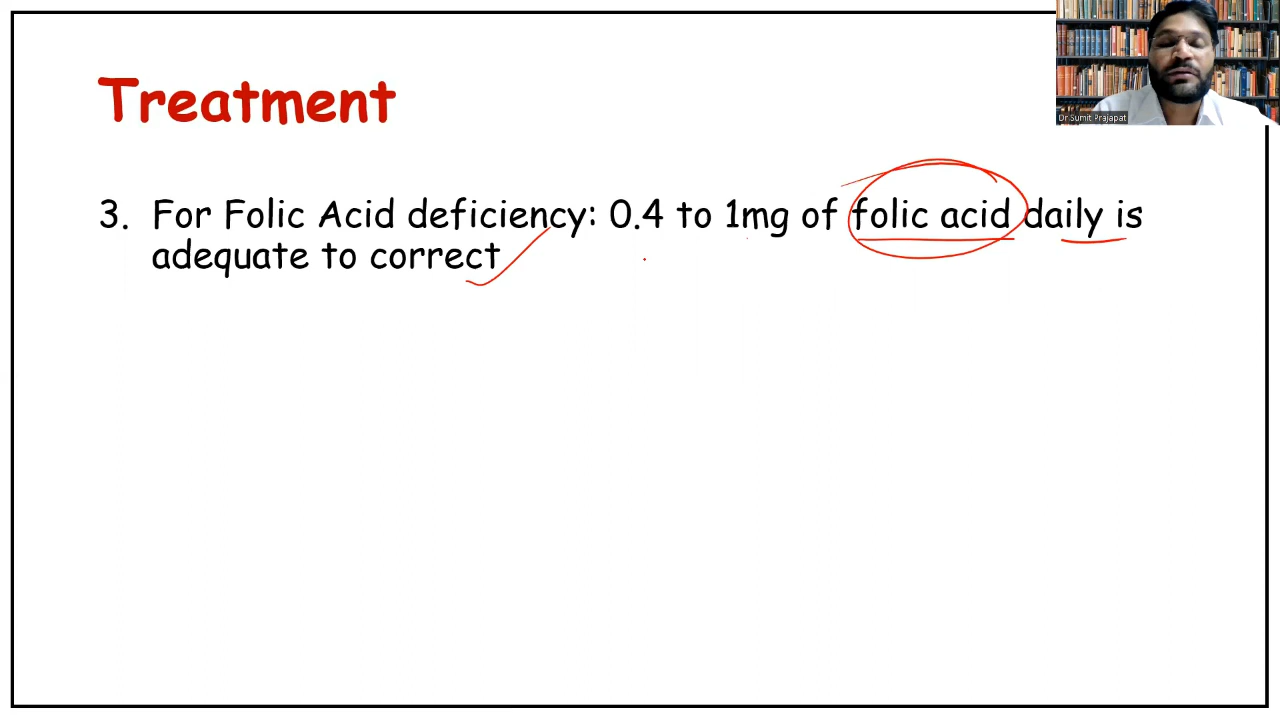 Treatment
3. For Folic Acid deficiency: 0.4 to 1mg of folic acid daily is
adequate to correct
Dr.Sumit Prajapat